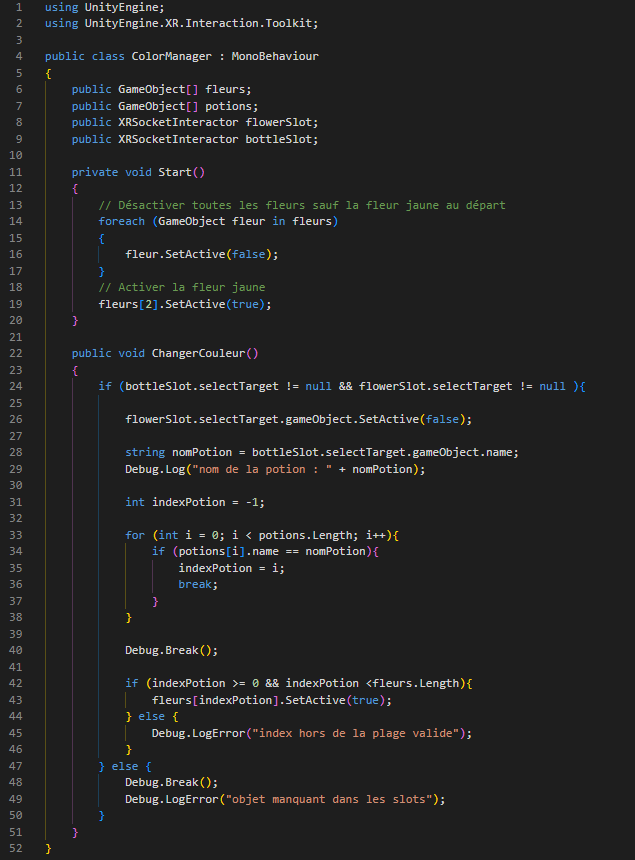 1 using UnityEngine;
2 using UnityEngine.XR.Interaction.Toolkit;
3
4 public class ColorManager : MonoBehaviour
5 {
6     public GameObject[] fleurs;
7     public GameObject[] potions;
8     public XRSocketInteractor flowerSlot;
9     public XRSocketInteractor bottleSlot;
10
11     private void Start()
12     {
13         // Désactiver toutes les fleurs sauf la fleur jaune au départ
14         foreach (GameObject fleur in fleurs)
15         {
16             fleur.SetActive(false);
17         }
18         // Activer la fleur jaune
19         fleurs[2].SetActive(true);
20     }
21
22     public void ChangerCouleur()
23     {
24         if (bottleSlot.selectTarget != null && flowerSlot.selectTarget != null ){
25
26             flowerSlot.selectTarget.gameObject.SetActive(false);
27
28             string nomPotion = bottleSlot.selectTarget.gameObject.name;
29             Debug.Log("nom de la potion : " + nomPotion);
30
31             int indexPotion = -1;
32
33             for (int i = 0; i < potions.Length; i++){
34                 if (potions[i].name == nomPotion){
35                     indexPotion = i;
36                     break;
37                 }
38             }
39
40             Debug.Break();
41
42             if (indexPotion >= 0 && indexPotion <fleurs.Length){
43                 fleurs[indexPotion].SetActive(true);
44             } else {
45                 Debug.LogError("index hors de la plage valide");
46             }
47         } else {
48             Debug.Break();
49             Debug.LogError("objet manquant dans les slots");
50         }
51     }
52 }